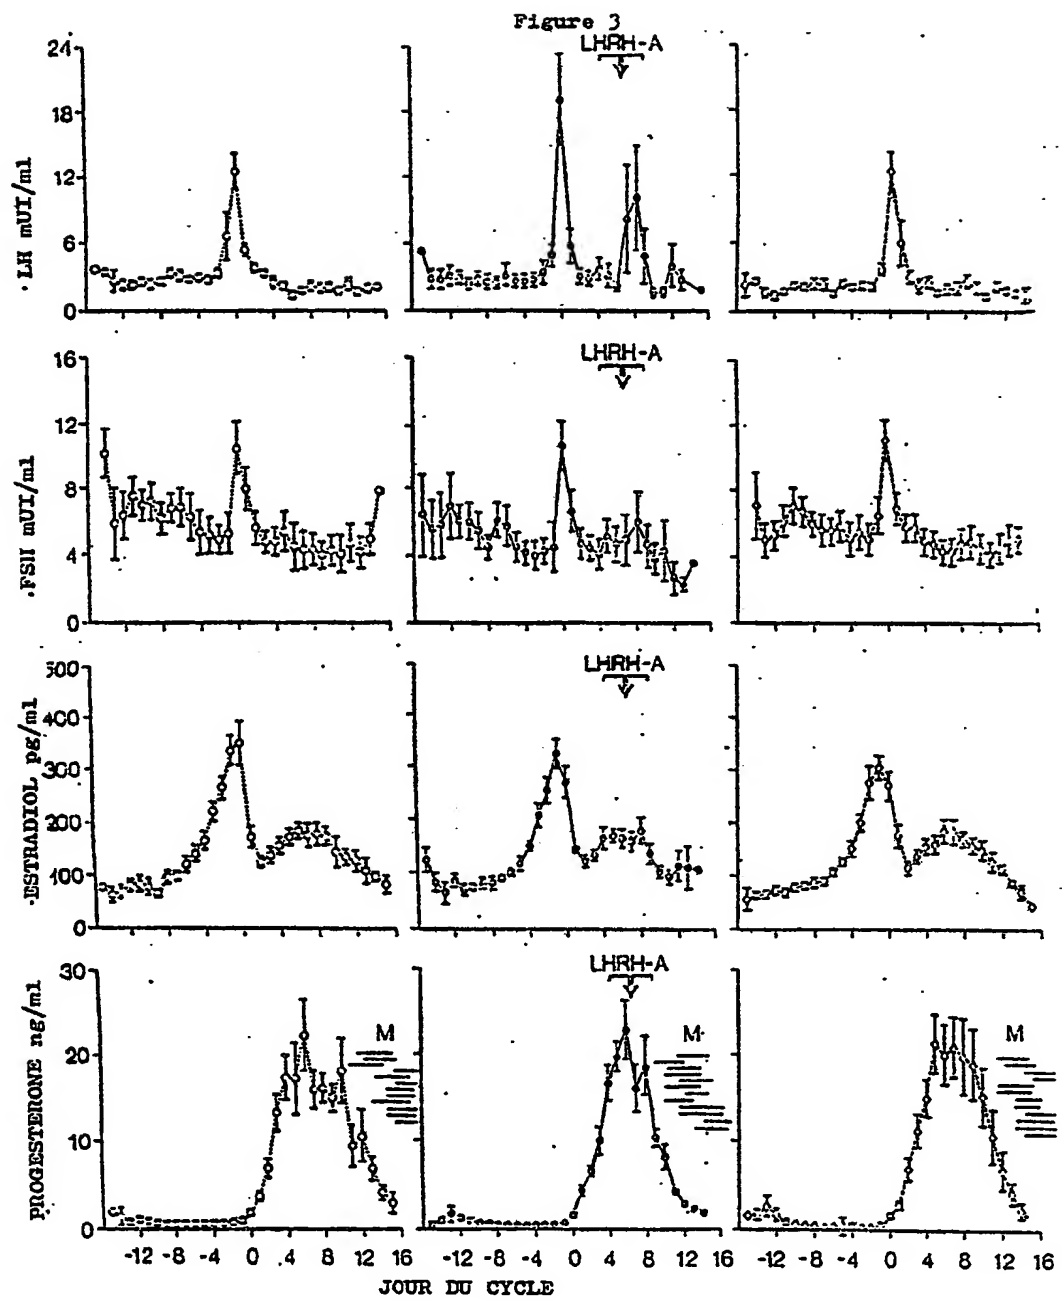 Figure 3
LHRH-A
24
18
12
6
0
.LH mUI/ml
LHRH-A
16
12
8
4
0
.FSH mUI/ml
LHRH-A
500
400
300
200
100
0
.ESTRADIOL pg/ml
LHRH-A
30
20
10
0
PROGESTERONE ng/ml
M M M
-12 -8 -4 0 4 8 12 16 -12 -8 -4 0 4 8 12 16 -12 -8 -4 0 4 8 12 16
JOUR DU CYCLE